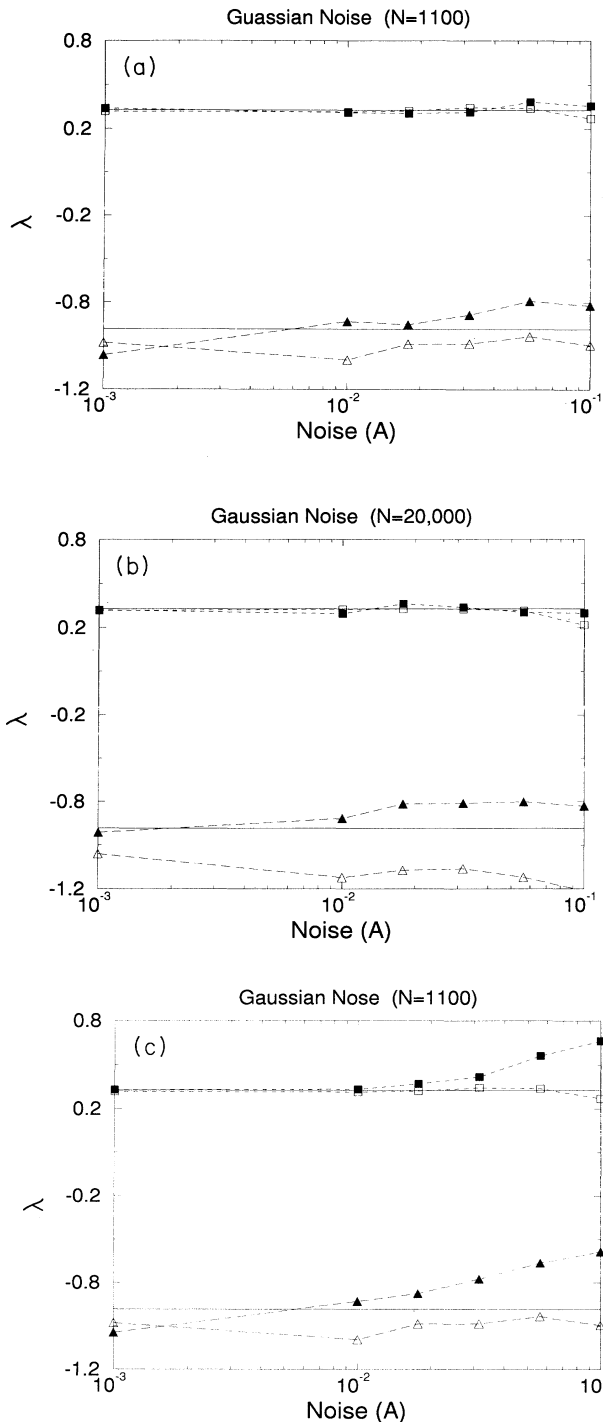 Guassian Noise (N=1100)
(a)
0.8
0.2
-0.2
-0.8
-1.2
λ
10-3
10-2
10-1
Noise (A)
Gaussian Noise (N=20,000)
(b)
0.8
0.2
-0.2
-0.8
-1.2
λ
10-3
10-2
10-1
Noise (A)
Gaussian Nose (N=1100)
(c)
0.8
0.2
-0.2
-0.8
-1.2
λ
10-3
10-2
10
Noise (A)